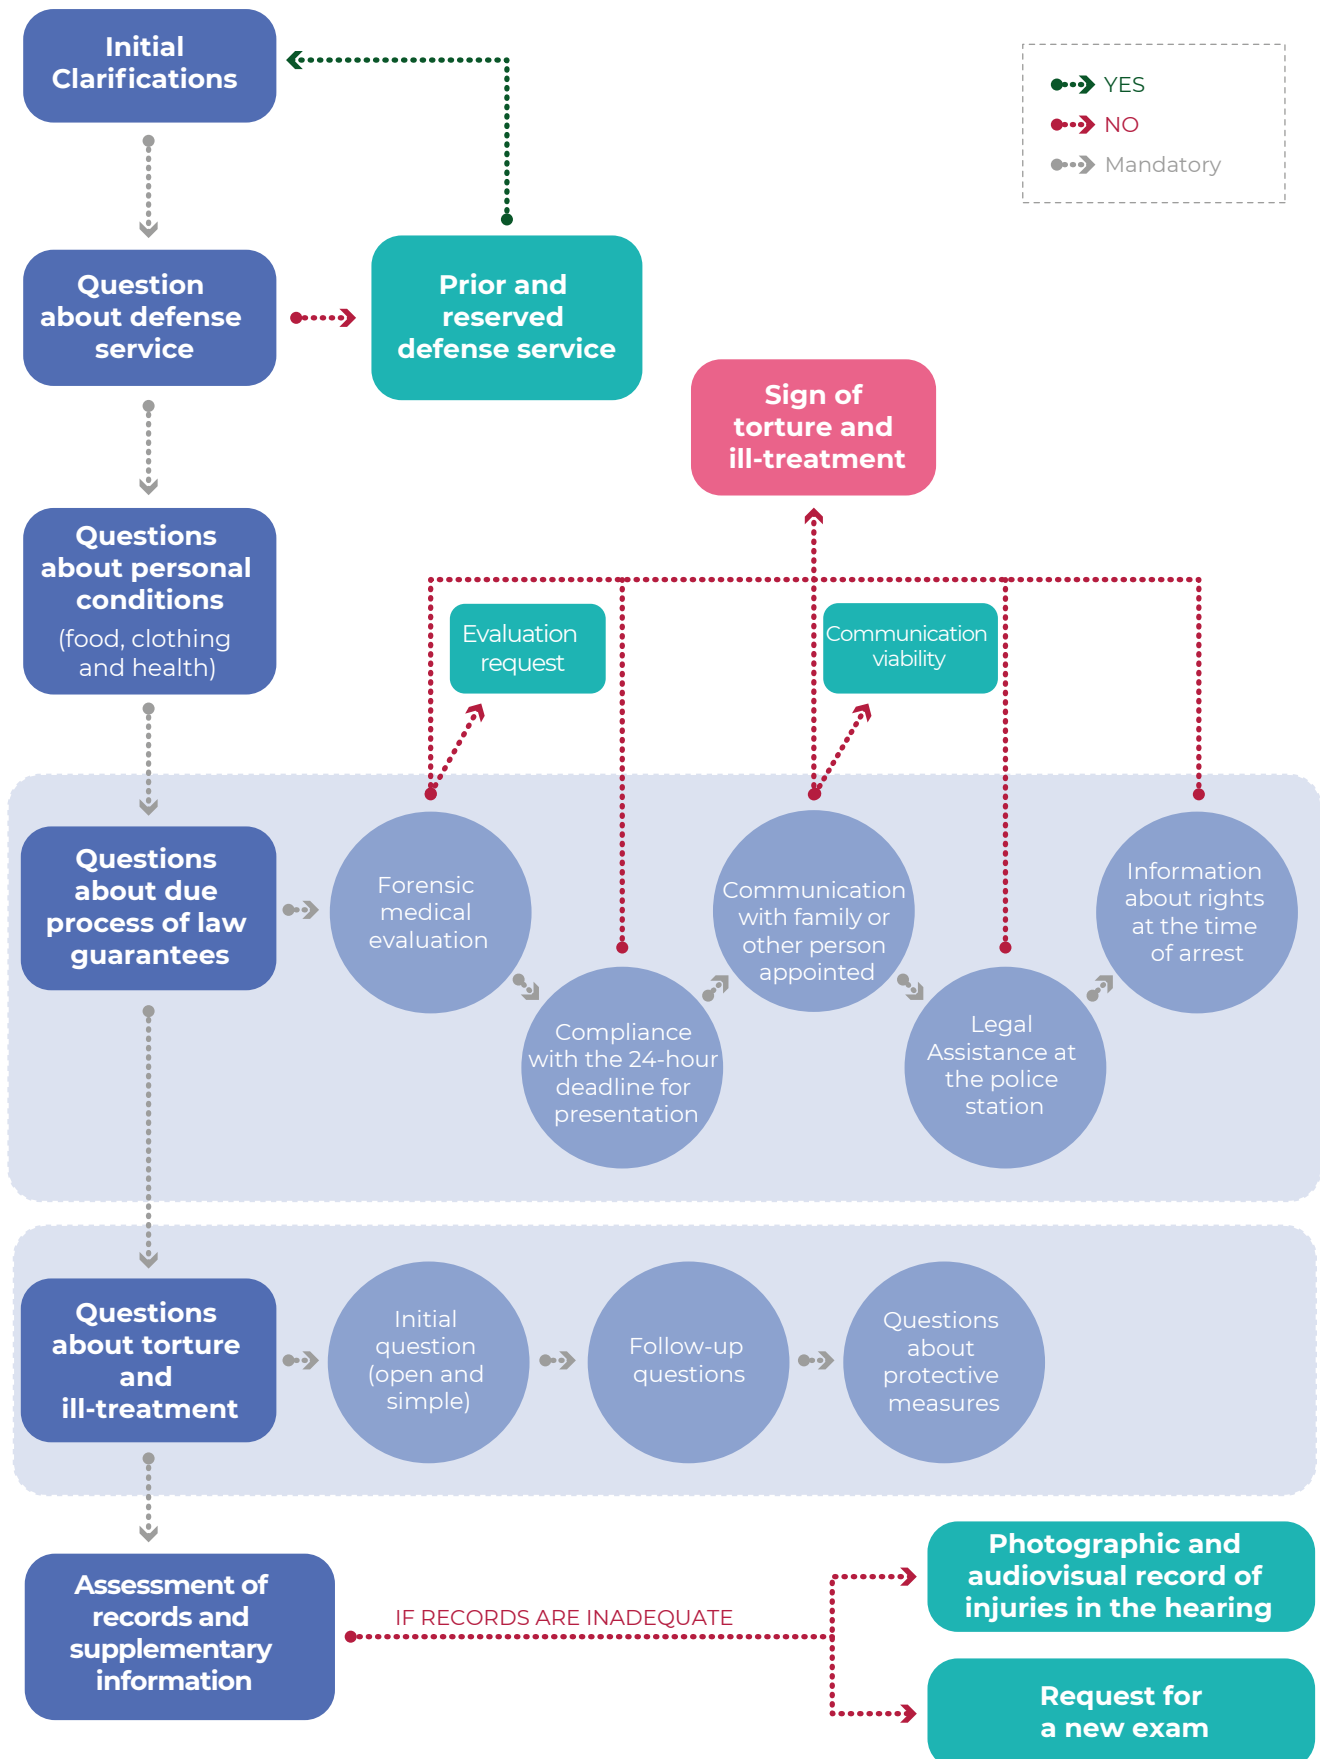 Initial
Clarifications
YES
NO
Mandatory
Question
about defense
service
Prior and
reserved
defense service
Sign of
torture and
ill-treatment
Questions
about personal
conditions
(food, clothing
and health)
Evaluation
request
Communication
viability
Questions
about due
process of law
guarantees
Forensic
medical
evaluation
Compliance
with the 24-hour
deadline for
presentation
Communication
with family or
other person
appointed
Legal
Assistance at
the police
station
Information
about rights
at the time
of arrest
Questions
about torture
and
ill-treatment
Initial
question
(open and
simple)
Follow-up
questions
Questions
about
protective
measures
Assessment of
records and
supplementary
information
IF RECORDS ARE INADEQUATE
Photographic and
audiovisual record of
injuries in the hearing
Request for
a new exam